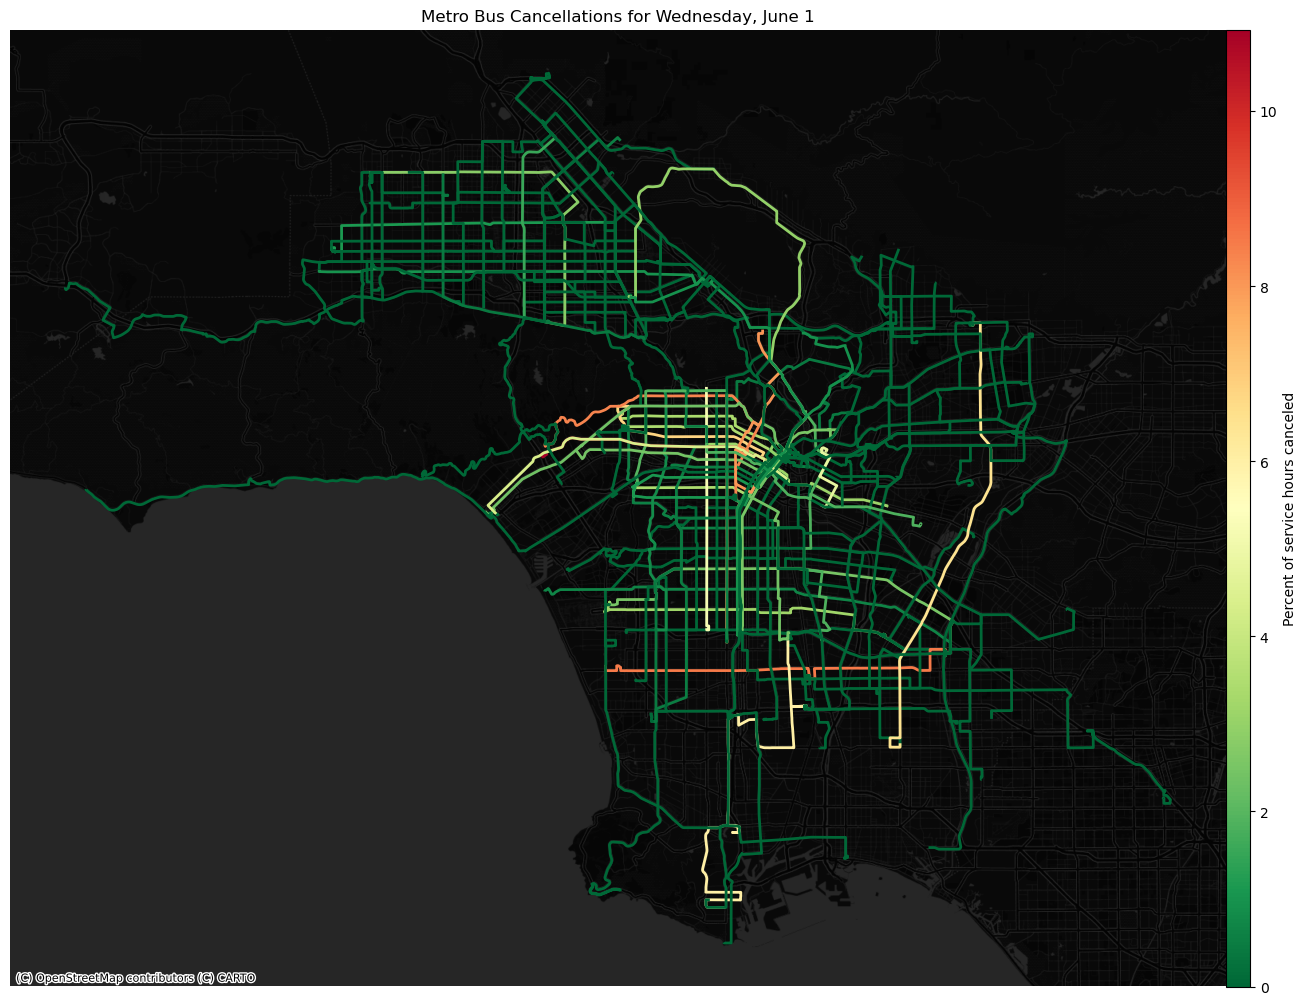 Metro Bus Cancellations for Wednesday, June 1
10
8
6
4
2
0
Percent of service hours canceled
(C) OpenStreetMap contributors (C) CARTO